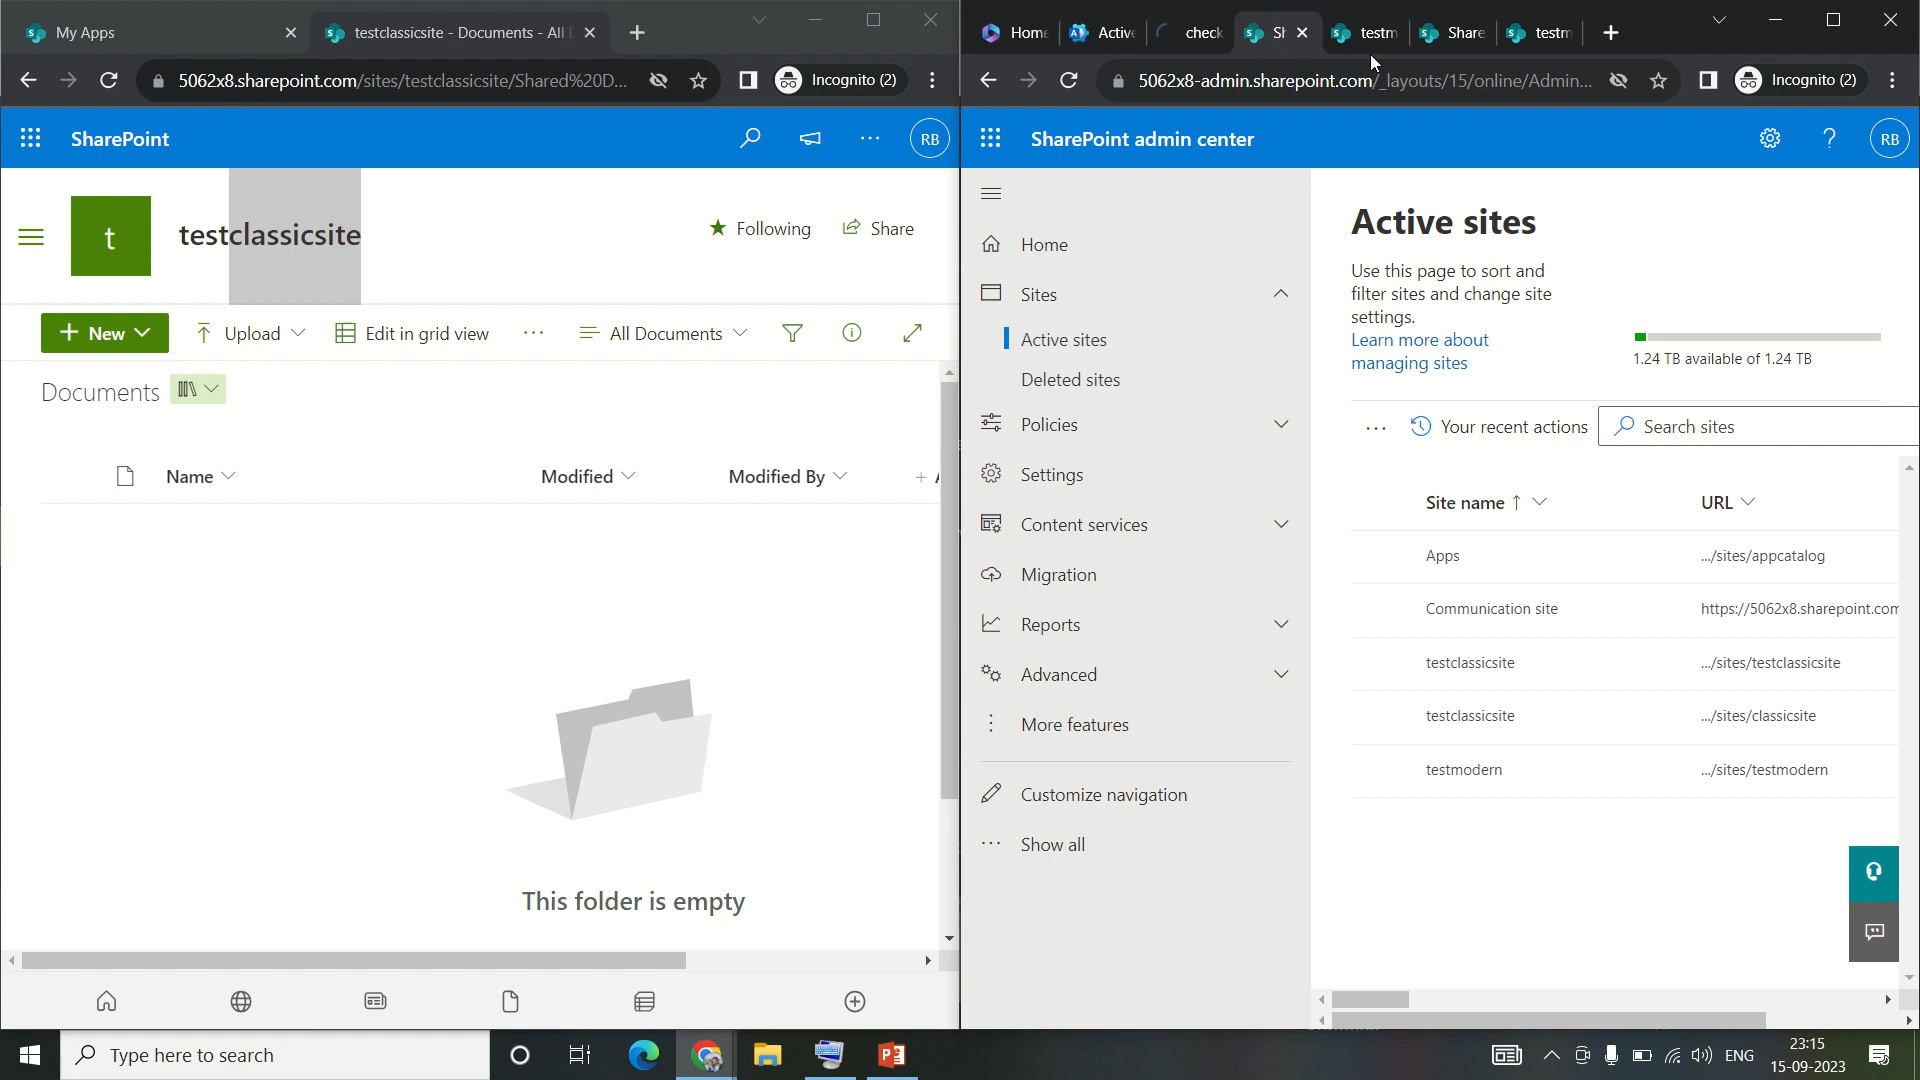 My Apps
testclassicsite - Documents - All
5062x8.sharepoint.com/sites/testclassicsite/Shared%20D...
Incognito (2)
SharePoint
RB
t
testclassicsite
Following
Share
New
Upload
Edit in grid view
...
All Documents
Documents
Name
Modified
Modified By
This folder is empty
Home
Active
check
Sh
testm
Share
testm
5062x8-admin.sharepoint.com/_layouts/15/online/Admin...
Incognito (2)
SharePoint admin center
?
RB
Home
Sites
Active sites
Deleted sites
Policies
Settings
Content services
Migration
Reports
Advanced
More features
Customize navigation
Show all
Active sites
Use this page to sort and
filter sites and change site
settings.
Learn more about
managing sites
1.24 TB available of 1.24 TB
...
Your recent actions
Search sites
Site name ↑
URL
Apps
.../sites/appcatalog
Communication site
https://5062x8.sharepoint.com
testclassicsite
.../sites/testclassicsite
testclassicsite
.../sites/classicsite
testmodern
.../sites/testmodern
Type here to search
ENG
23:15
15-09-2023